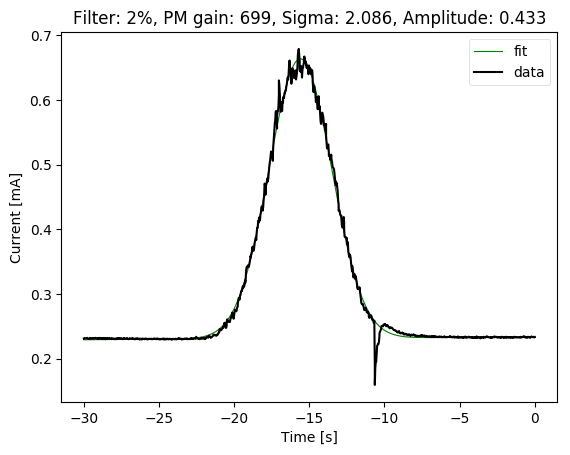 Filter: 2%, PM gain: 699, Sigma: 2.086, Amplitude: 0.433
fit
data
0.7
0.6
0.5
0.4
0.3
0.2
Current [mA]
−30
−25
−20
−15
−10
−5
0
Time [s]